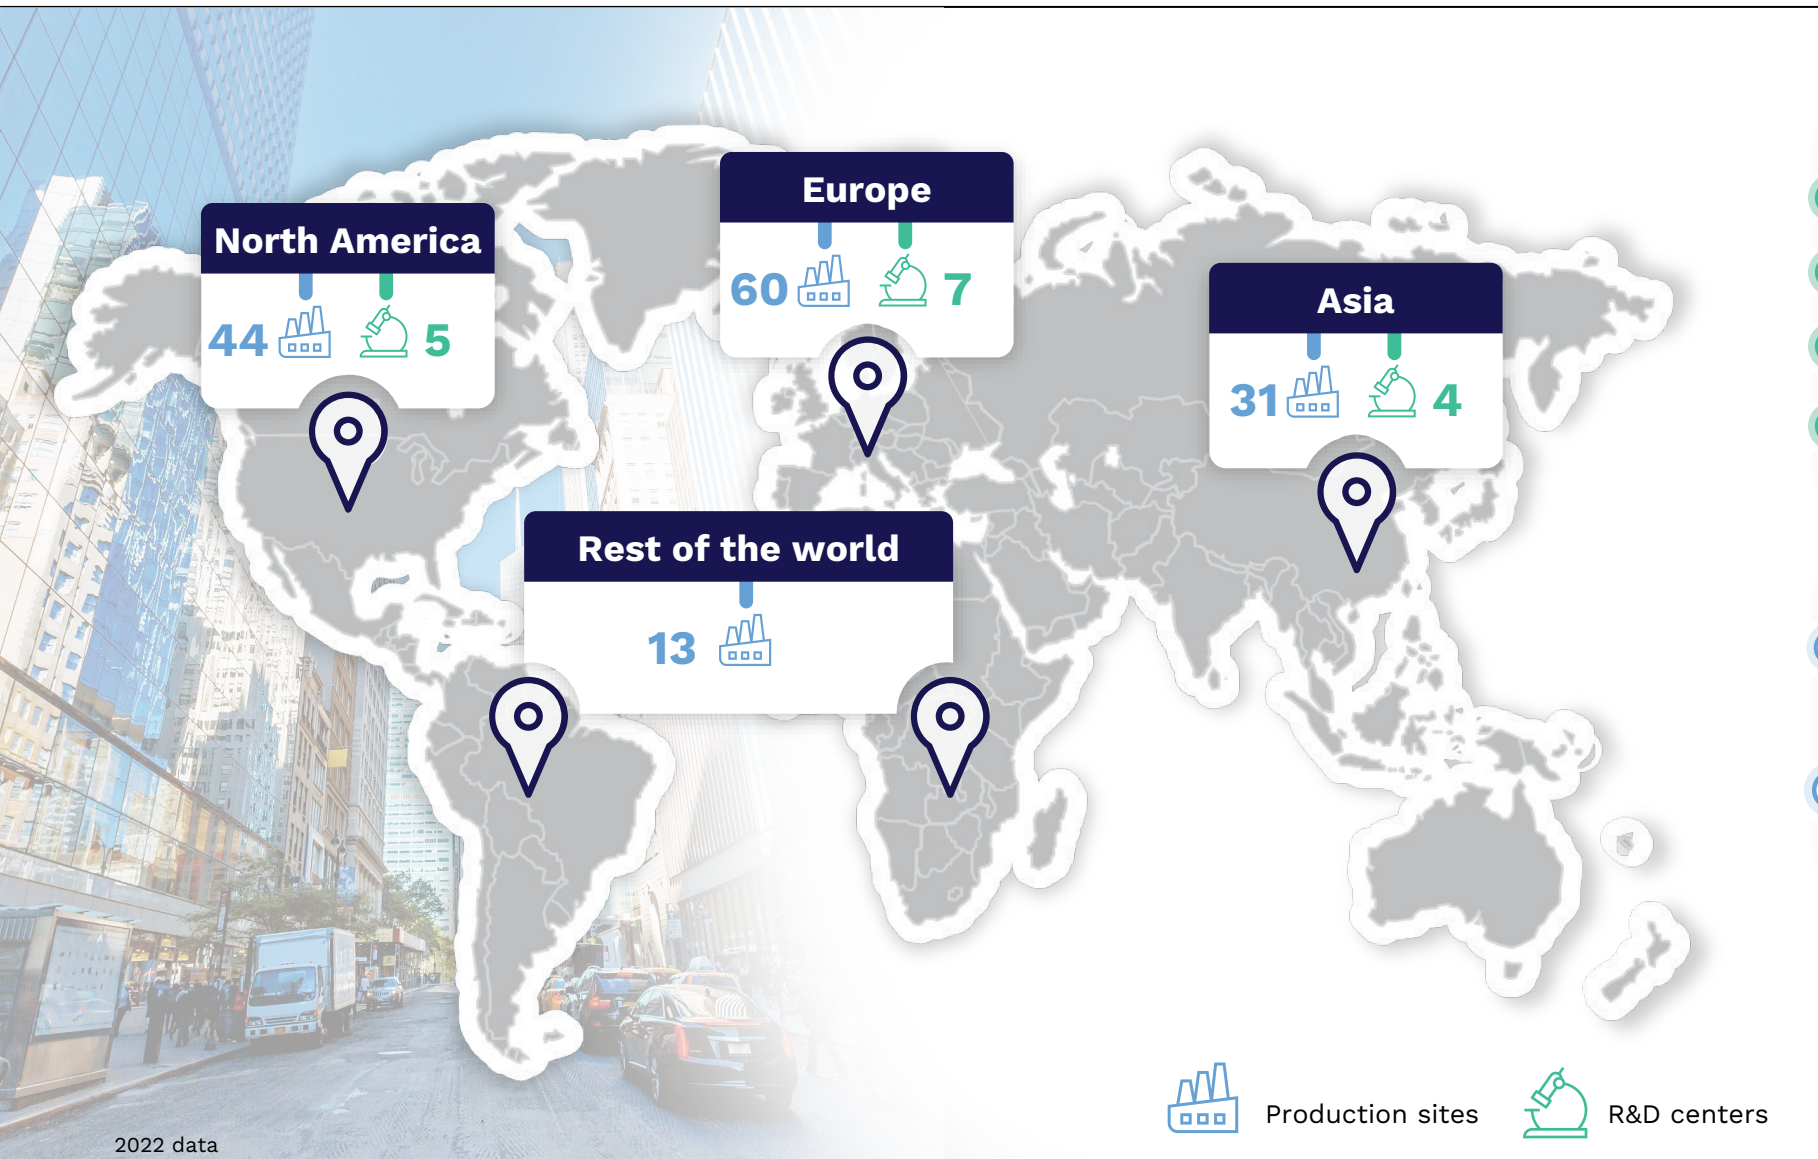 Europe
60 7
North America
44 5
Asia
31 4
Rest of the world
13
Production sites
R&D centers
2022 data